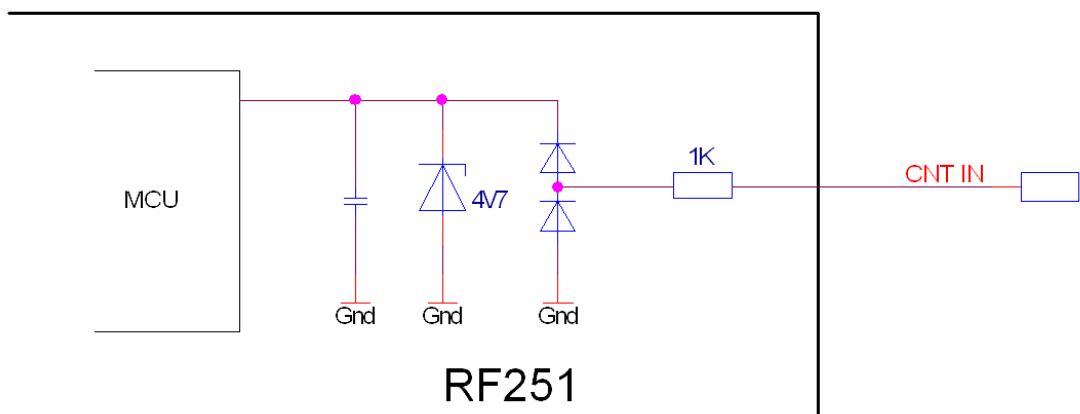 1K
CNT IN
MCU
4V7
Gnd
Gnd
Gnd
RF251